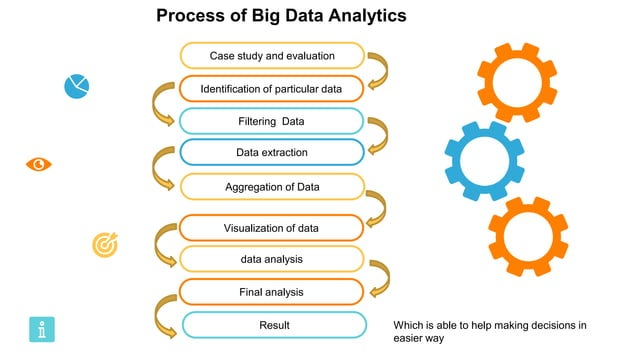 Process of Big Data Analytics
Case study and evaluation
Identification of particular data
Filtering  Data
Data extraction
Aggregation of Data
Visualization of data
data analysis
Final analysis
Result
Which is able to help making decisions in
easier way
i